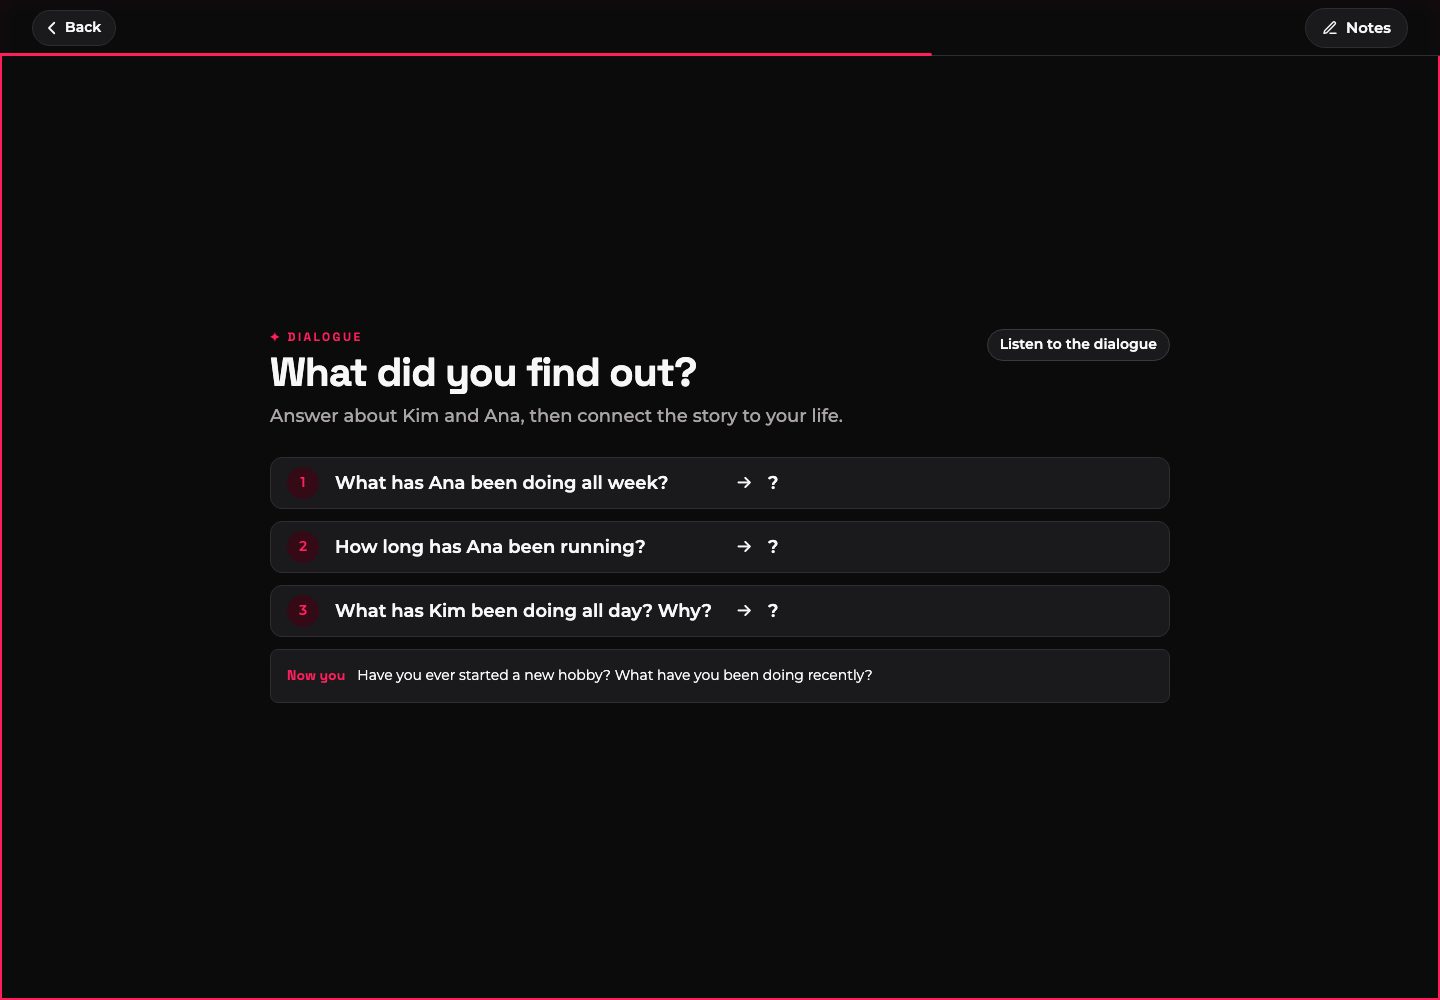 Back
Notes
✦ DIALOGUE
Listen to the dialogue
What did you find out?
Answer about Kim and Ana, then connect the story to your life.
1 What has Ana been doing all week? → ?
2 How long has Ana been running? → ?
3 What has Kim been doing all day? Why? → ?
Now you Have you ever started a new hobby? What have you been doing recently?